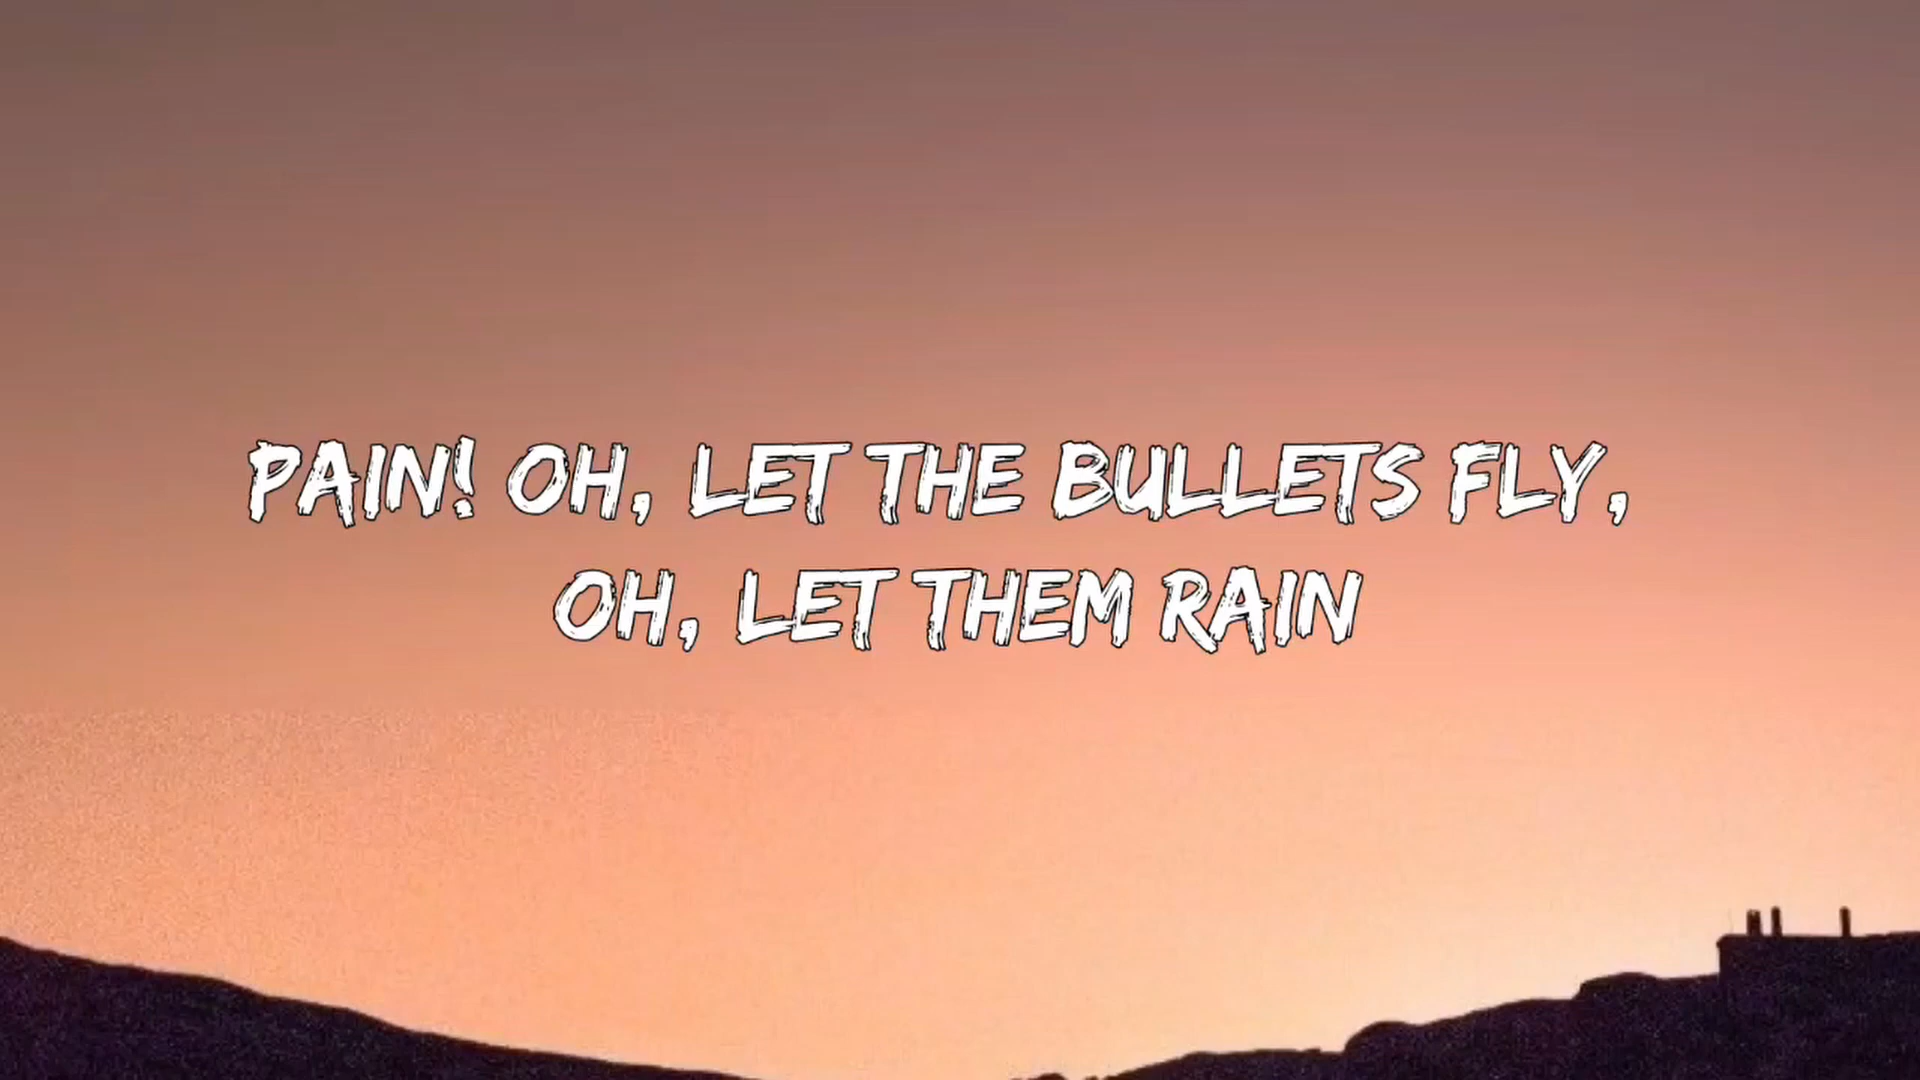 PAIN! OH, LET THE BULLETS FLY,
OH, LET THEM RAIN